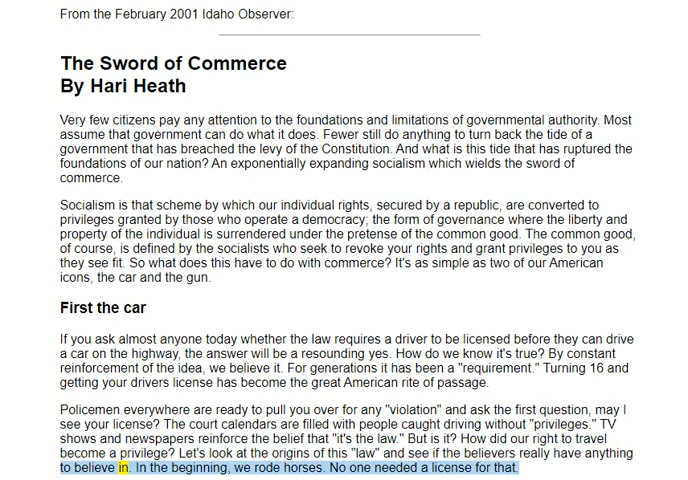 From the February 2001 Idaho Observer:
The Sword of Commerce
By Hari Heath
Very few citizens pay any attention to the foundations and limitations of governmental authority. Most
assume that government can do what it does. Fewer still do anything to turn back the tide of a
government that has breached the levy of the Constitution. And what is this tide that has ruptured the
foundations of our nation? An exponentially expanding socialism which wields the sword of
commerce.
Socialism is that scheme by which our individual rights, secured by a republic, are converted to
privileges granted by those who operate a democracy; the form of governance where the liberty and
property of the individual is surrendered under the pretense of the common good. The common good,
of course, is defined by the socialists who seek to revoke your rights and grant privileges to you as
they see fit. So what does this have to do with commerce? It's as simple as two of our American
icons, the car and the gun.
First the car
If you ask almost anyone today whether the law requires a driver to be licensed before they can drive
a car on the highway, the answer will be a resounding yes. How do we know it's true? By constant
reinforcement of the idea, we believe it. For generations it has been a "requirement." Turning 16 and
getting your drivers license has become the great American rite of passage.
Policemen everywhere are ready to pull you over for any "violation" and ask the first question, may I
see your license? The court calendars are filled with people caught driving without "privileges." TV
shows and newspapers reinforce the belief that "it's the law." But is it? How did our right to travel
become a privilege? Let's look at the origins of this "law" and see if the believers really have anything
to believe in. In the beginning, we rode horses. No one needed a license for that.